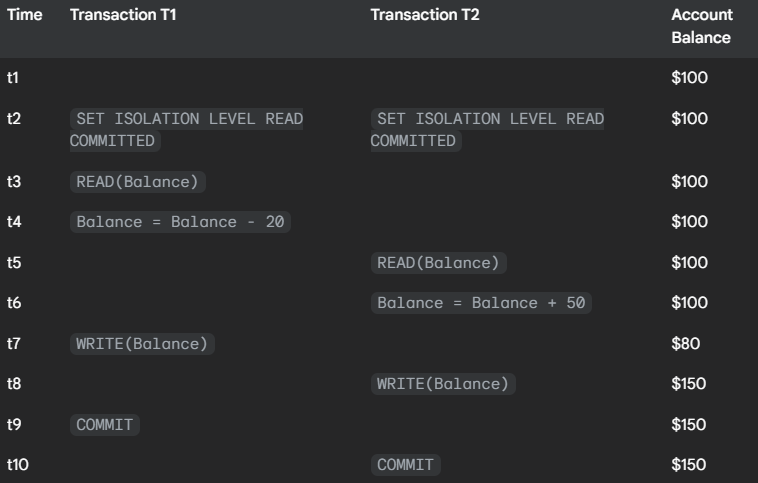 Time Transaction T1 Transaction T2 Account
Balance
t1 $100
t2 SET ISOLATION LEVEL READ SET ISOLATION LEVEL READ $100
COMMITTED COMMITTED
t3 READ(Balance) $100
t4 Balance = Balance - 20 $100
t5 READ(Balance) $100
t6 Balance = Balance + 50 $100
t7 WRITE(Balance) $80
t8 WRITE(Balance) $150
t9 COMMIT $150
t10 COMMIT $150